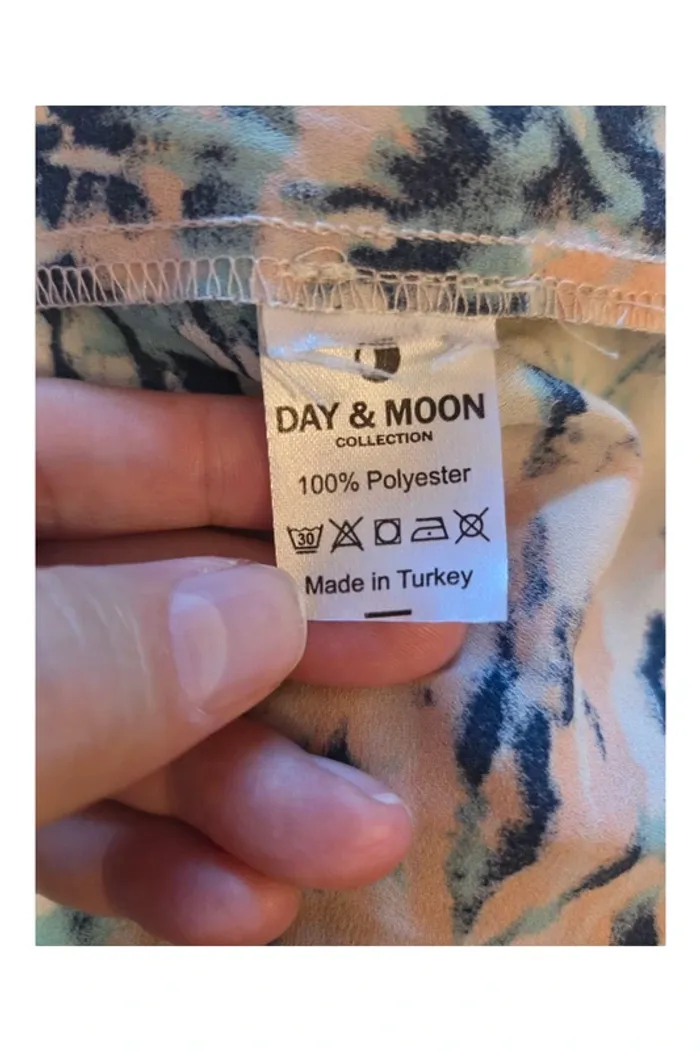 DAY & MOON
COLLECTION
100% Polyester
30
Made in Turkey